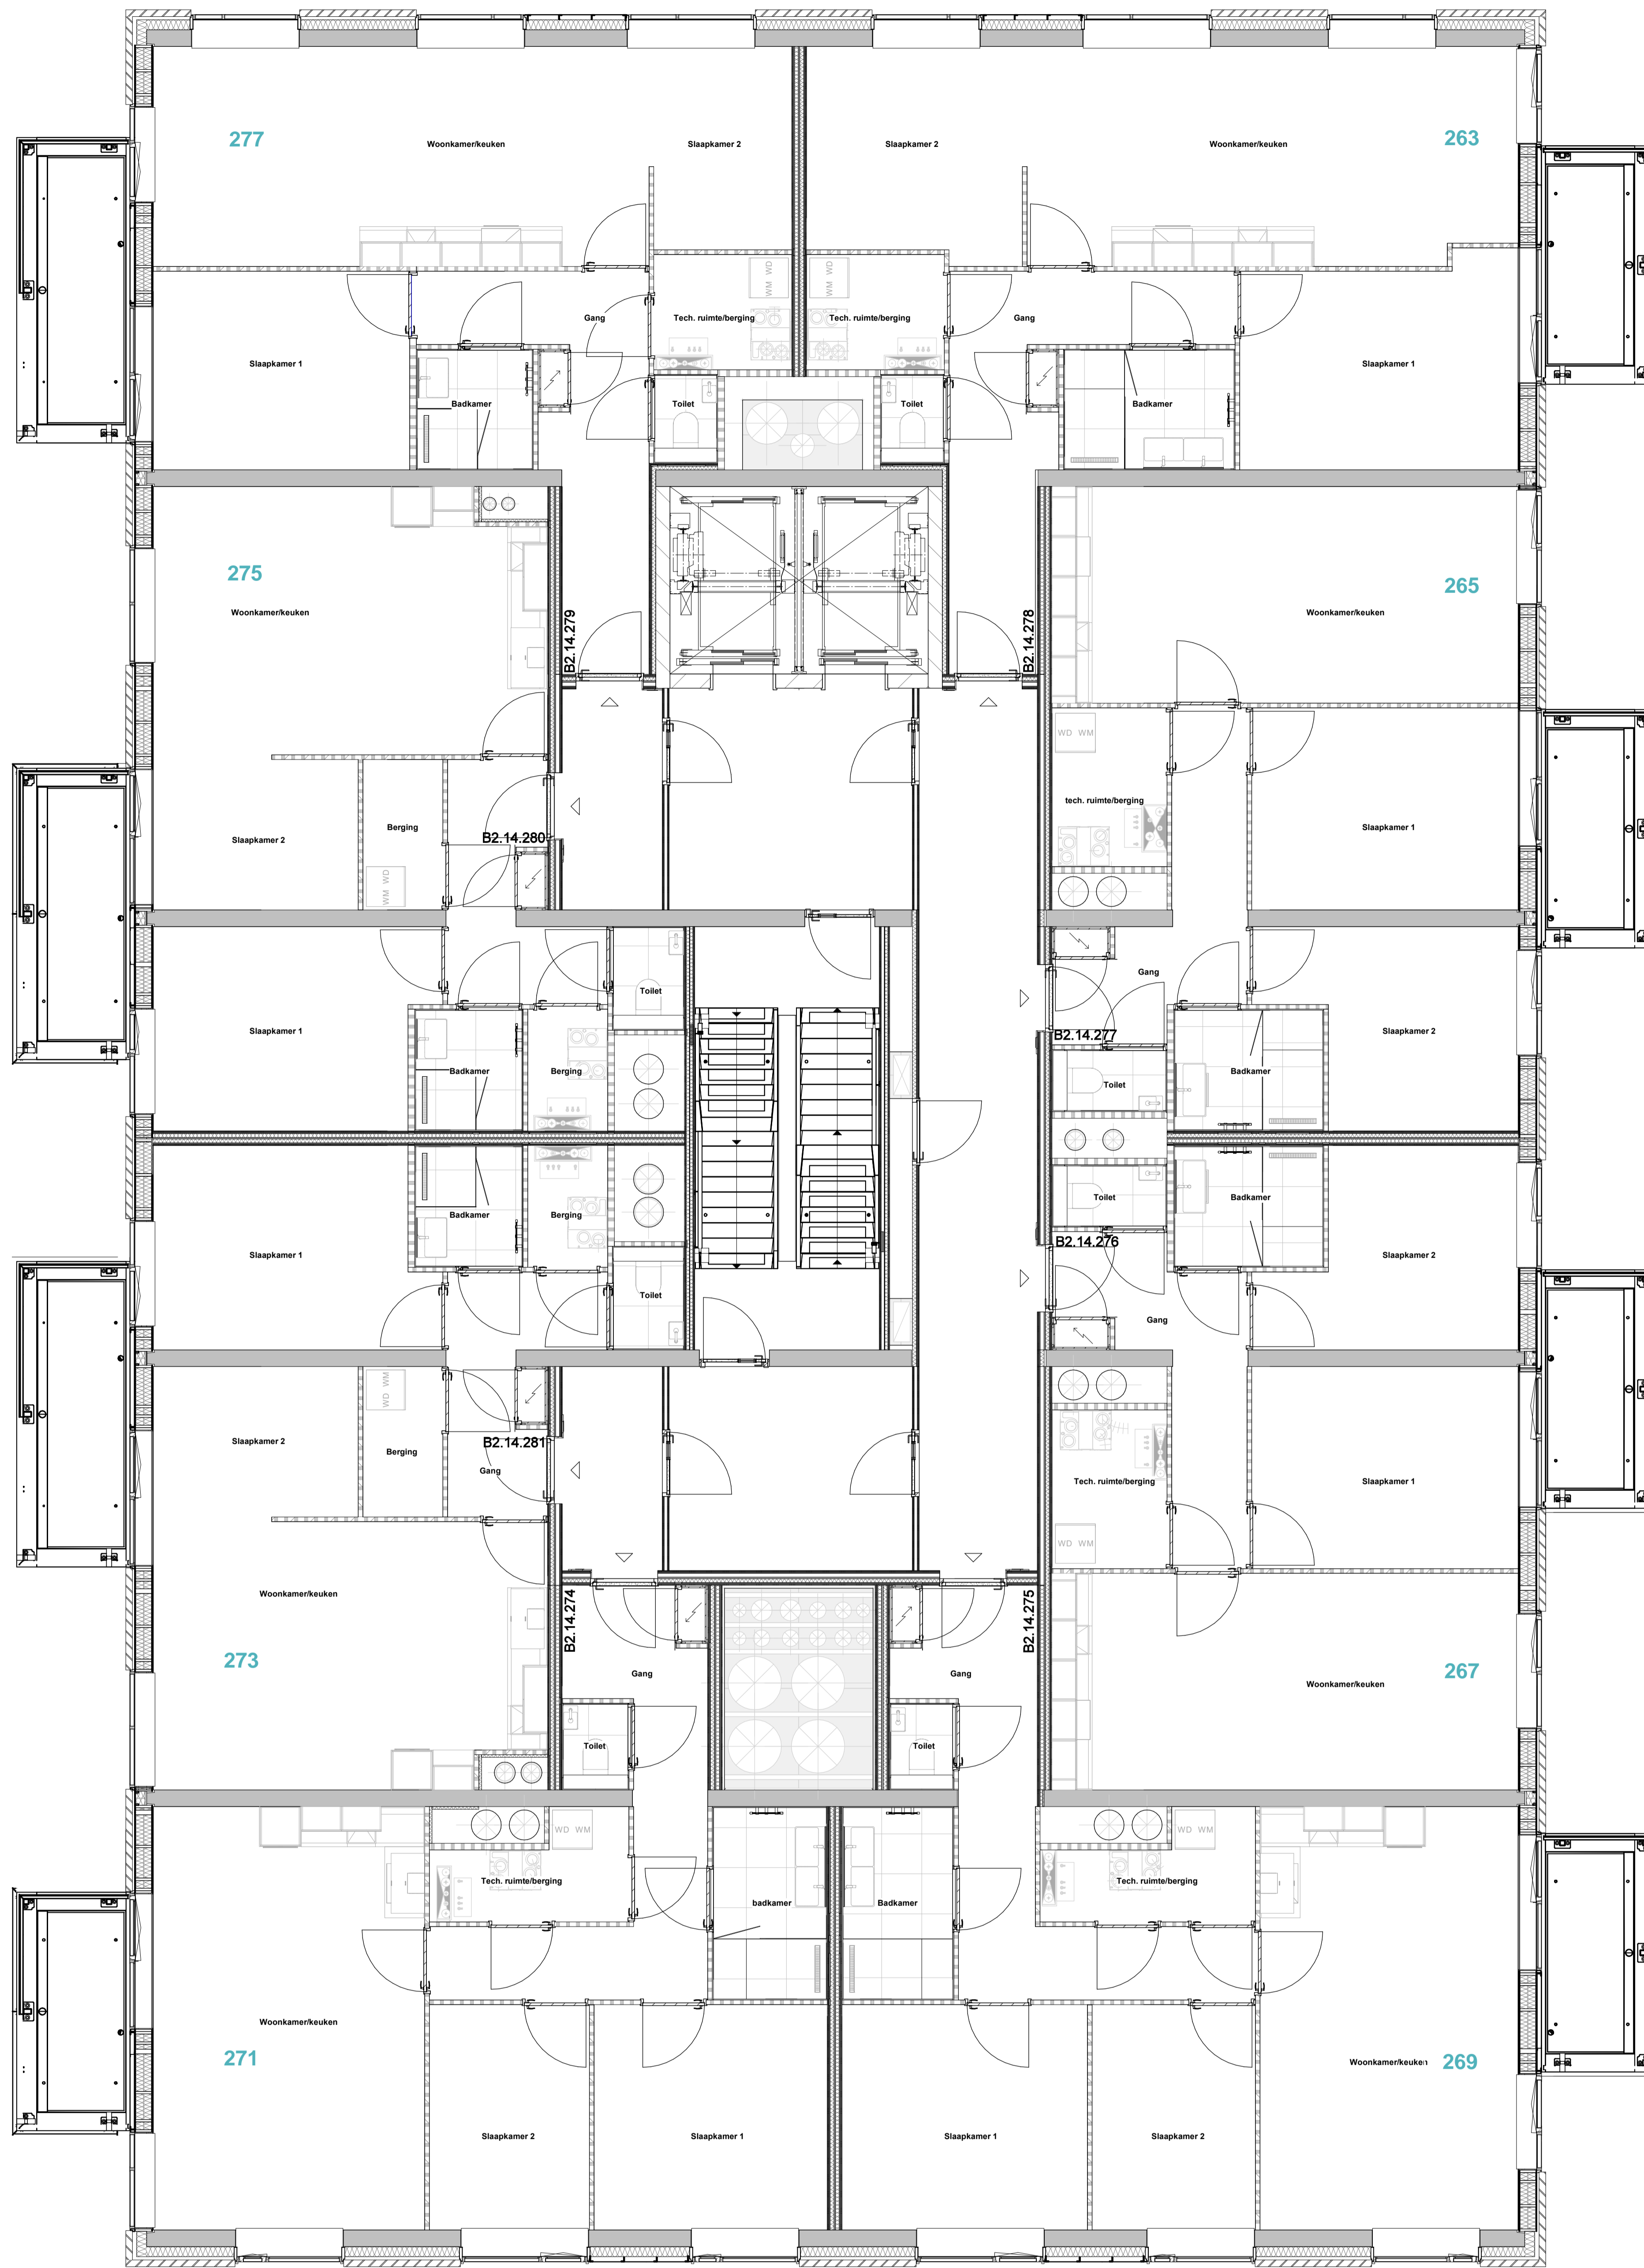 277
Woonkamer/keuken
Slaapkamer 2
Slaapkamer 2
Woonkamer/keuken
263
WM WD
WM WD
Gang
Tech. ruimte/berging
Tech. ruimte/berging
Gang
Slaapkamer 1
Slaapkamer 1
Badkamer
Toilet
Toilet
Badkamer
275
265
Woonkamer/keuken
B2.14.279
B2.14.278
Woonkamer/keuken
WD WM
tech. ruimte/berging
Slaapkamer 2
Berging
B2.14.280
Slaapkamer 1
WM WD
Gang
Toilet
Slaapkamer 1
B2.14.277
Slaapkamer 2
Badkamer
Berging
Toilet
Badkamer
Badkamer
Berging
Toilet
Badkamer
Slaapkamer 1
B2.14.276
Slaapkamer 2
Toilet
Gang
WD WM
Slaapkamer 2
Berging
B2.14.281
Gang
Tech. ruimte/berging
Slaapkamer 1
WD WM
Woonkamer/keuken
B2.14.274
B2.14.275
273
Gang
Gang
267
Woonkamer/keuken
Toilet
Toilet
WD WM
WD WM
Tech. ruimte/berging
Tech. ruimte/berging
badkamer
Badkamer
Woonkamer/keuken
271
Woonkamer/keuken
269
Slaapkamer 2
Slaapkamer 1
Slaapkamer 1
Slaapkamer 2